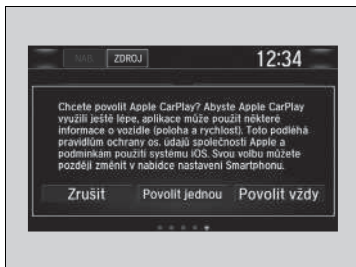 NAB. ZDROJ 12:34
Chcete povolit Apple CarPlay? Abyste Apple CarPlay
využili ještě lépe, aplikace může použít některé
informace o vozidle (poloha a rychlost). Toto podléhá
pravidlům ochrany os. údajů společnosti Apple a
podmínkám použití systému iOS. Svou volbu můžete
později změnit v nabídce nastavení Smartphonu.
Zrušit Povolit jednou Povolit vždy